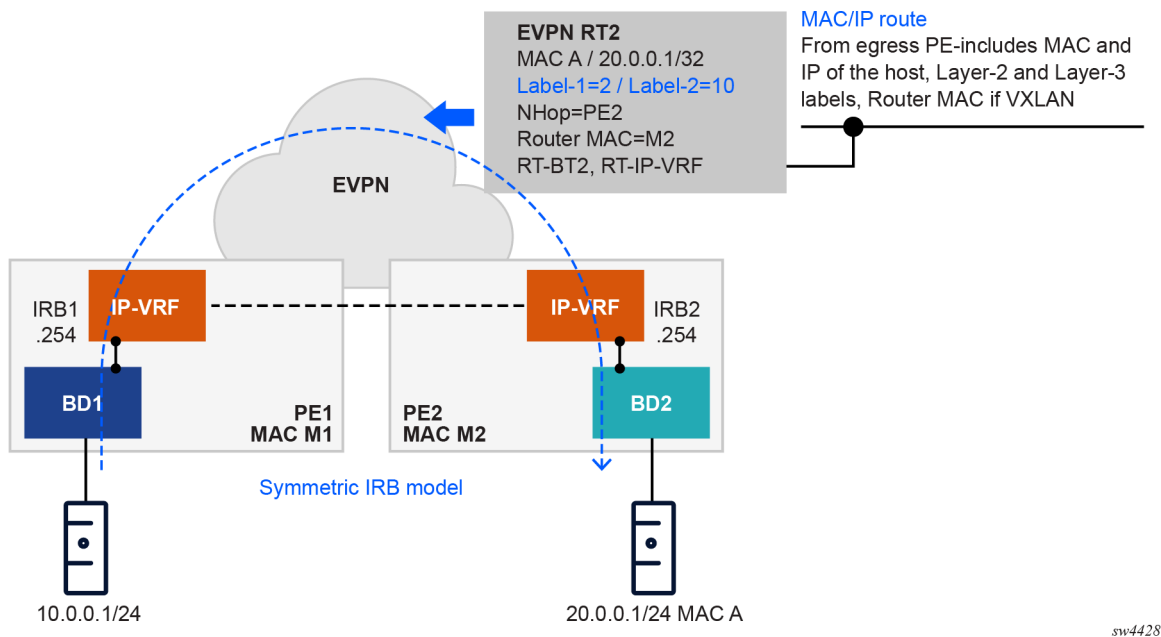 EVPN RT2
MAC A / 20.0.0.1/32
Label-1=2 / Label-2=10
NHop=PE2
Router MAC=M2
RT-BT2, RT-IP-VRF
MAC/IP route
From egress PE-includes MAC and
IP of the host, Layer-2 and Layer-3
labels, Router MAC if VXLAN
EVPN
IRB1
.254
IP-VRF
IP-VRF
IRB2
.254
BD1
PE1
MAC M1
PE2
MAC M2
BD2
Symmetric IRB model
10.0.0.1/24
20.0.0.1/24 MAC A
sw4428